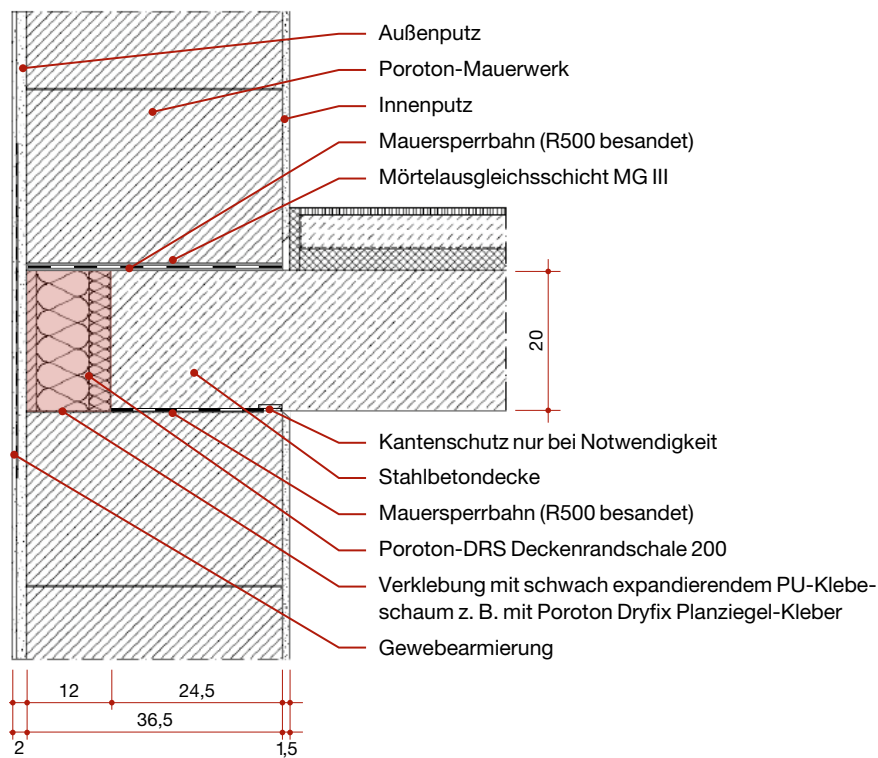 Außenputz
Poroton-Mauerwerk
Innenputz
Mauersperrbahn (R500 besandet)
Mörtelausgleichsschicht MG III
20
Kantenschutz nur bei Notwendigkeit
Stahlbetondecke
Mauersperrbahn (R500 besandet)
Poroton-DRS Deckenrandschale 200
Verklebung mit schwach expandierendem PU-Klebe-
schaum z. B. mit Poroton Dryfix Planziegel-Kleber
Gewebearmierung
12 24,5
36,5
2 1,5